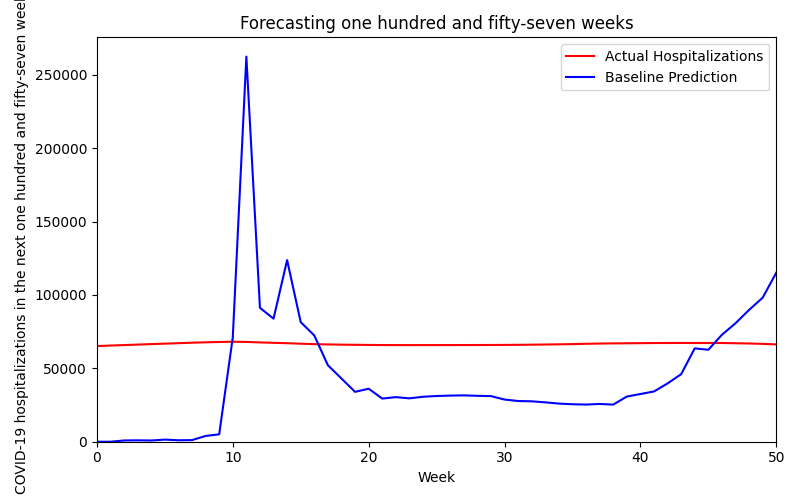 Forecasting one hundred and fifty-seven weeks
COVID-19 hospitalizations in the next one hundred and fifty-seven
250000
200000
150000
100000
50000
0
Actual Hospitalizations
Baseline Prediction
0 10 20 30 40 50
Week